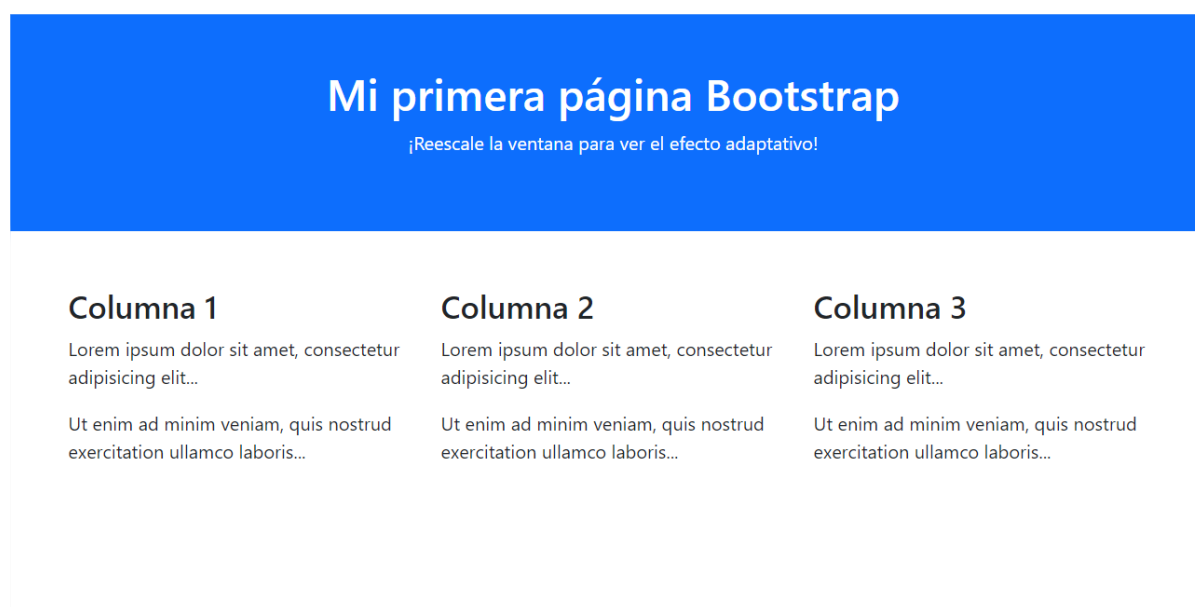 Mi primera página Bootstrap
¡Reescale la ventana para ver el efecto adaptativo!
Columna 1
Lorem ipsum dolor sit amet, consectetur
adipisicing elit...
Ut enim ad minim veniam, quis nostrud
exercitation ullamco laboris...
Columna 2
Lorem ipsum dolor sit amet, consectetur
adipisicing elit...
Ut enim ad minim veniam, quis nostrud
exercitation ullamco laboris...
Columna 3
Lorem ipsum dolor sit amet, consectetur
adipisicing elit...
Ut enim ad minim veniam, quis nostrud
exercitation ullamco laboris...